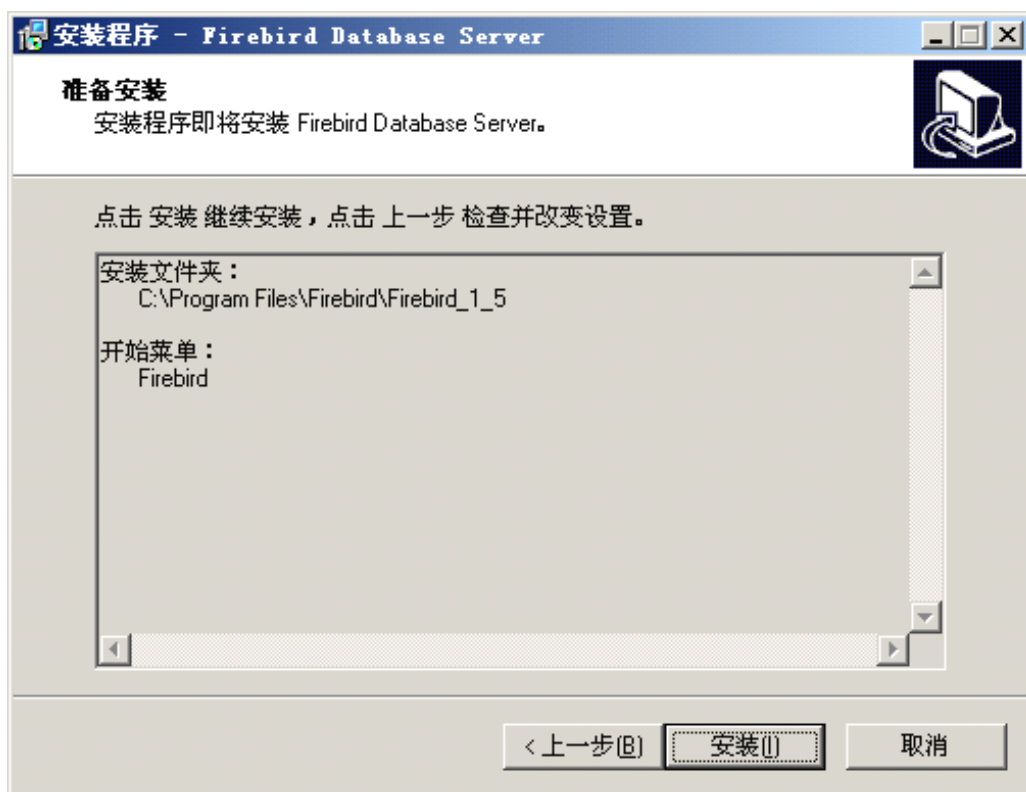 安装程序 - Firebird Database Server
准备安装
安装程序即将安装 Firebird Database Server。
点击 安装 继续安装，点击 上一步 检查并改变设置。
安装文件夹：
C:\Program Files\Firebird\Firebird_1_5
开始菜单：
Firebird
< 上一步(B) 安装(I) 取消